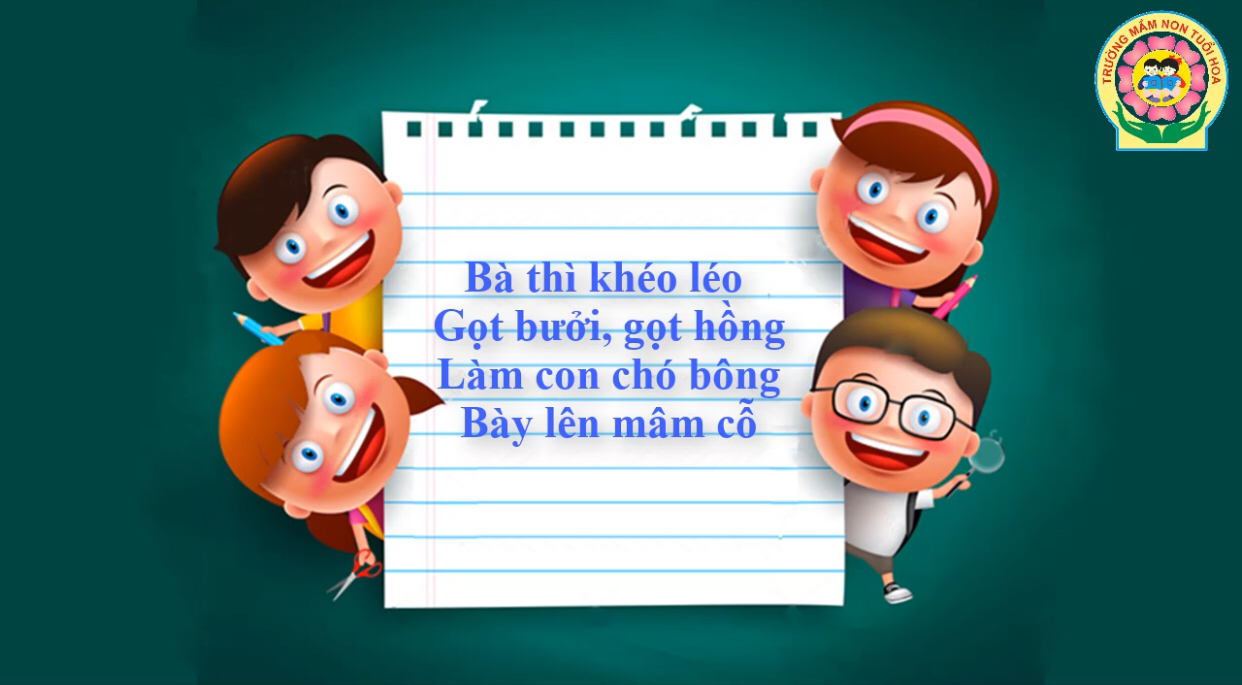 TRƯỜNG MẦM NON TUỔI HOA
Bà thì khéo léo
Gọt bưởi, gọt hồng
Làm con chó bông
Bày lên mâm cỗ